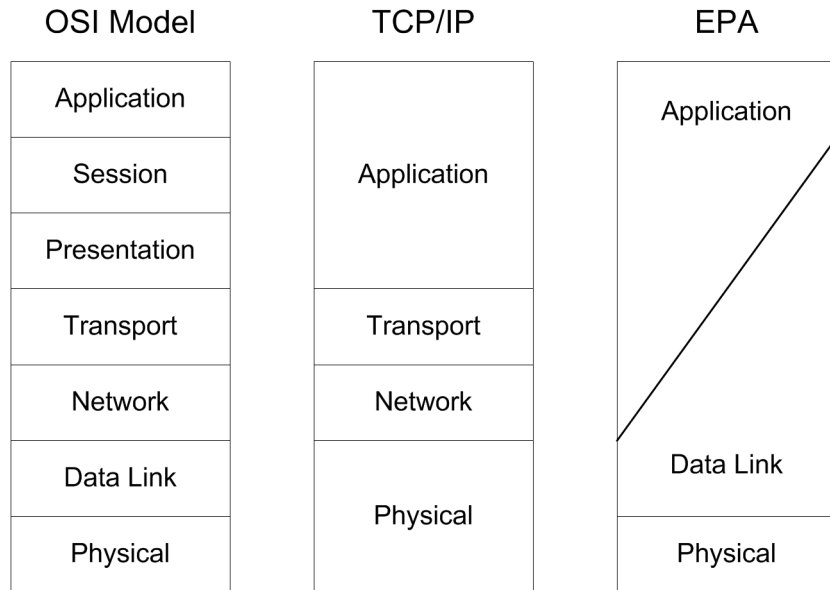 OSI Model
Application
Session
Presentation
Transport
Network
Data Link
Physical
TCP/IP
Application
Transport
Network
Physical
EPA
Application
Data Link
Physical